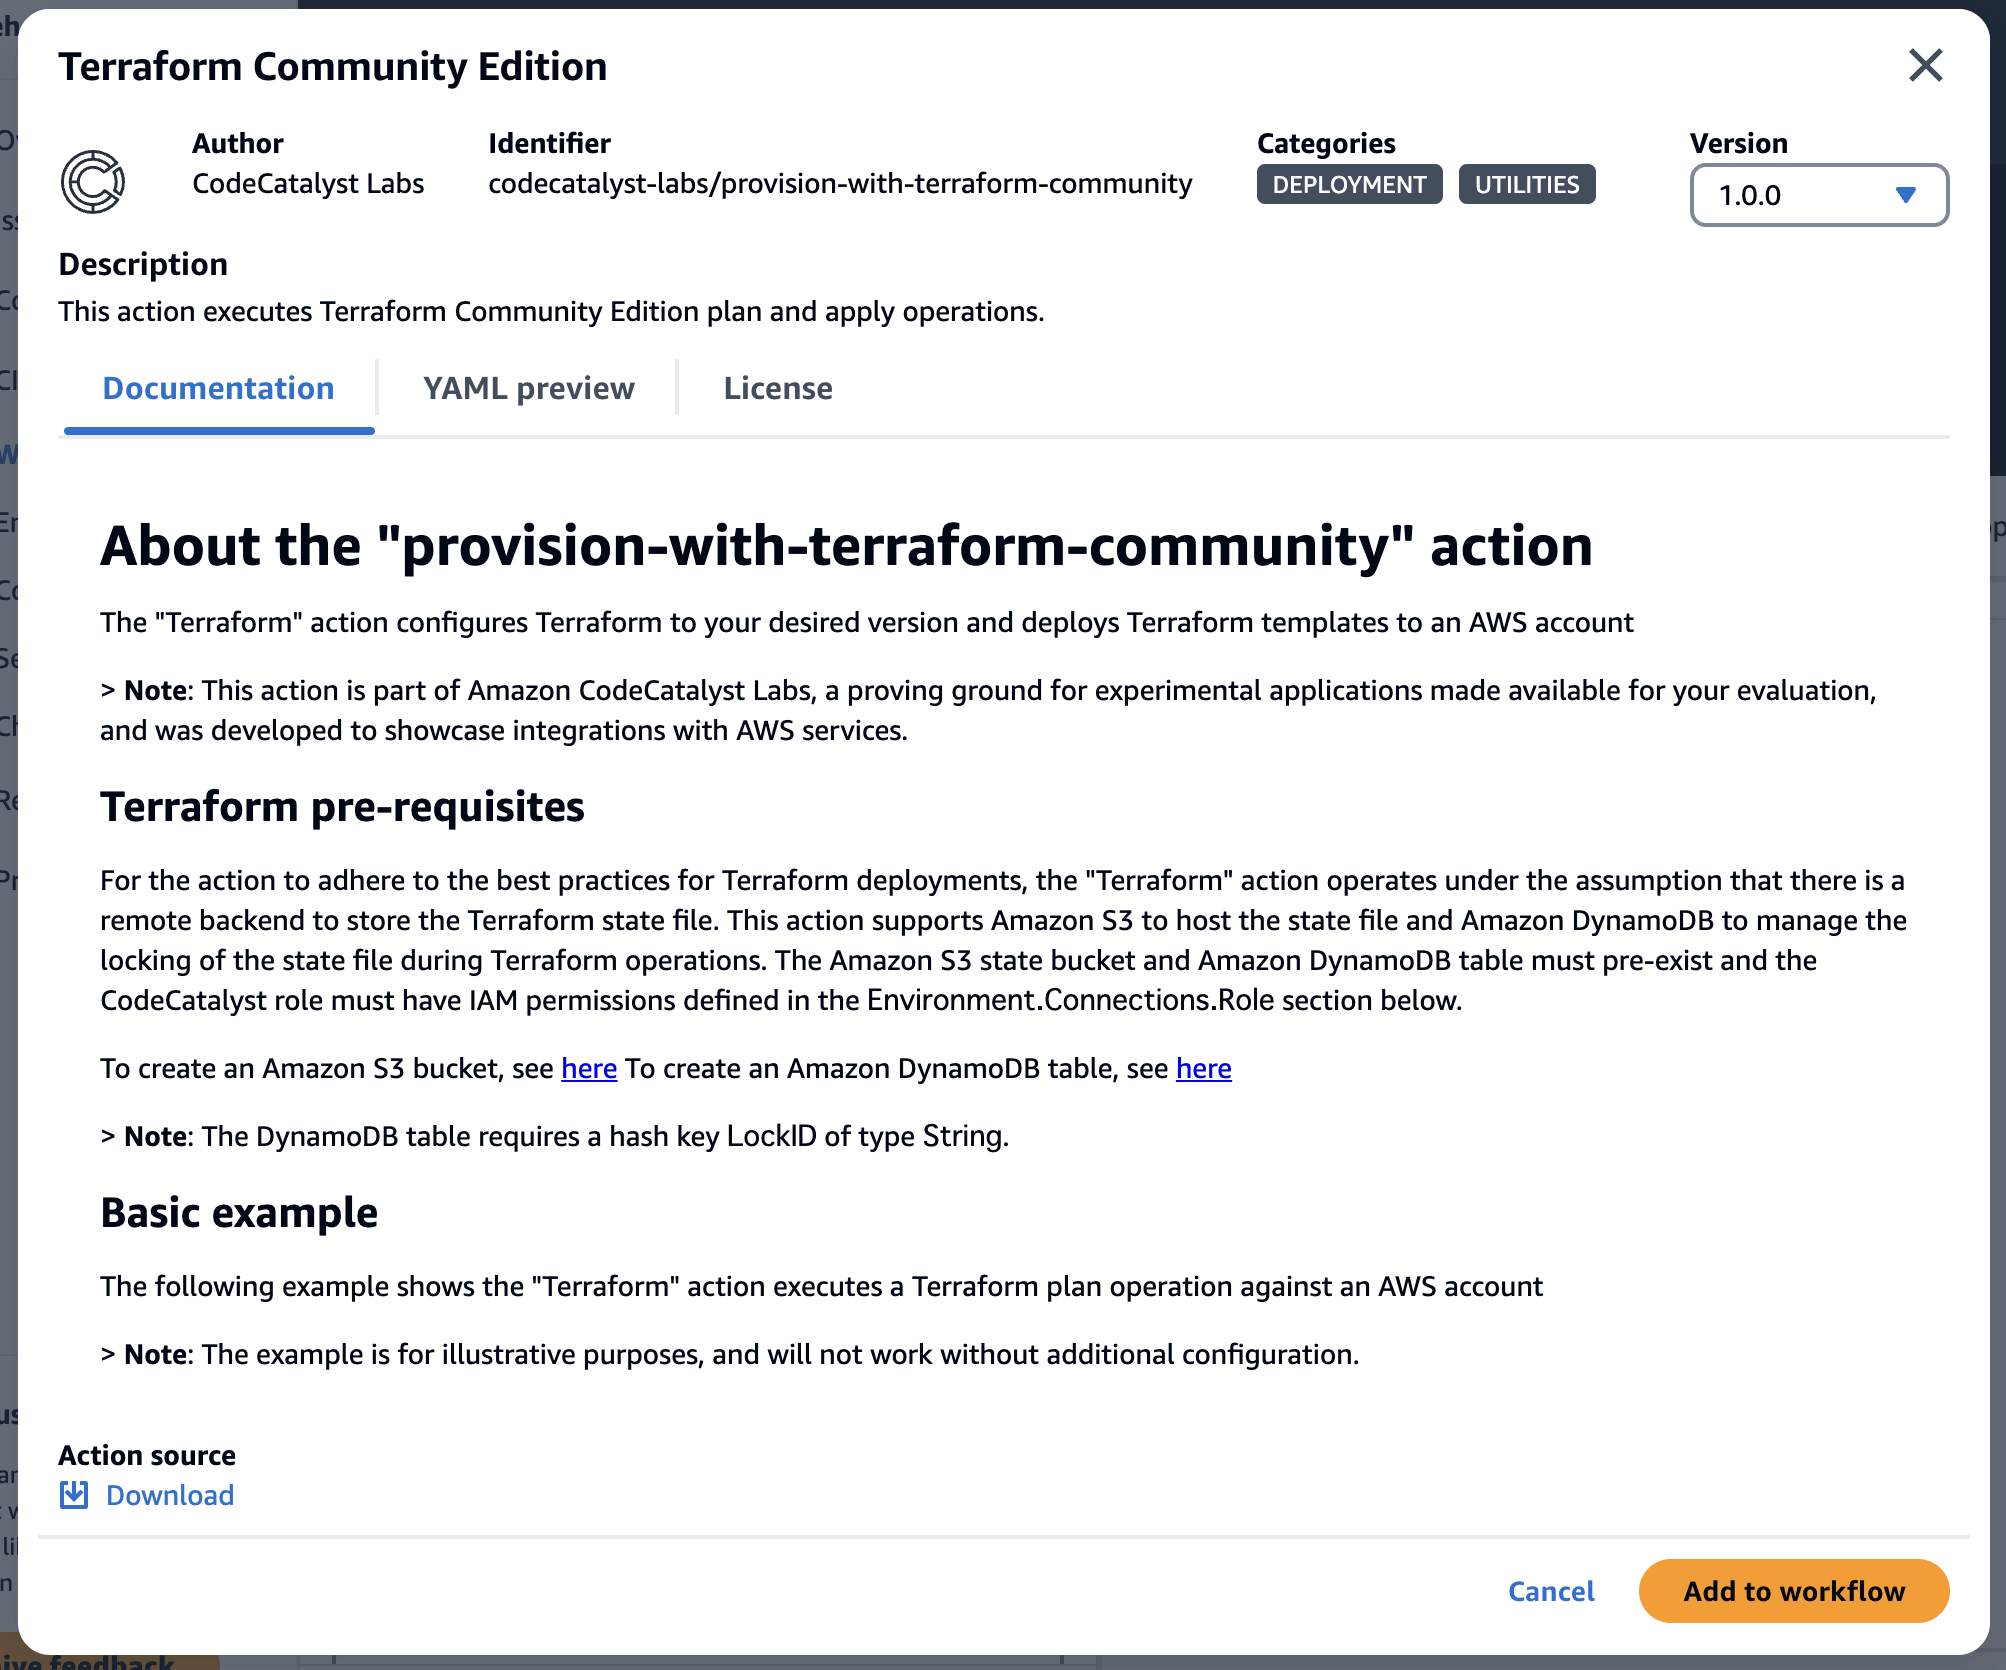 Terraform Community Edition
Author
CodeCatalyst Labs
Identifier
codecatalyst-labs/provision-with-terraform-community
Categories
DEPLOYMENT UTILITIES
Version
1.0.0
Description
This action executes Terraform Community Edition plan and apply operations.
Documentation YAML preview License
About the "provision-with-terraform-community" action
The "Terraform" action configures Terraform to your desired version and deploys Terraform templates to an AWS account
> Note: This action is part of Amazon CodeCatalyst Labs, a proving ground for experimental applications made available for your evaluation,
and was developed to showcase integrations with AWS services.
Terraform pre-requisites
For the action to adhere to the best practices for Terraform deployments, the "Terraform" action operates under the assumption that there is a
remote backend to store the Terraform state file. This action supports Amazon S3 to host the state file and Amazon DynamoDB to manage the
locking of the state file during Terraform operations. The Amazon S3 state bucket and Amazon DynamoDB table must pre-exist and the
CodeCatalyst role must have IAM permissions defined in the Environment.Connections.Role section below.
To create an Amazon S3 bucket, see here To create an Amazon DynamoDB table, see here
> Note: The DynamoDB table requires a hash key LockID of type String.
Basic example
The following example shows the "Terraform" action executes a Terraform plan operation against an AWS account
> Note: The example is for illustrative purposes, and will not work without additional configuration.
Action source
Download
Cancel Add to workflow